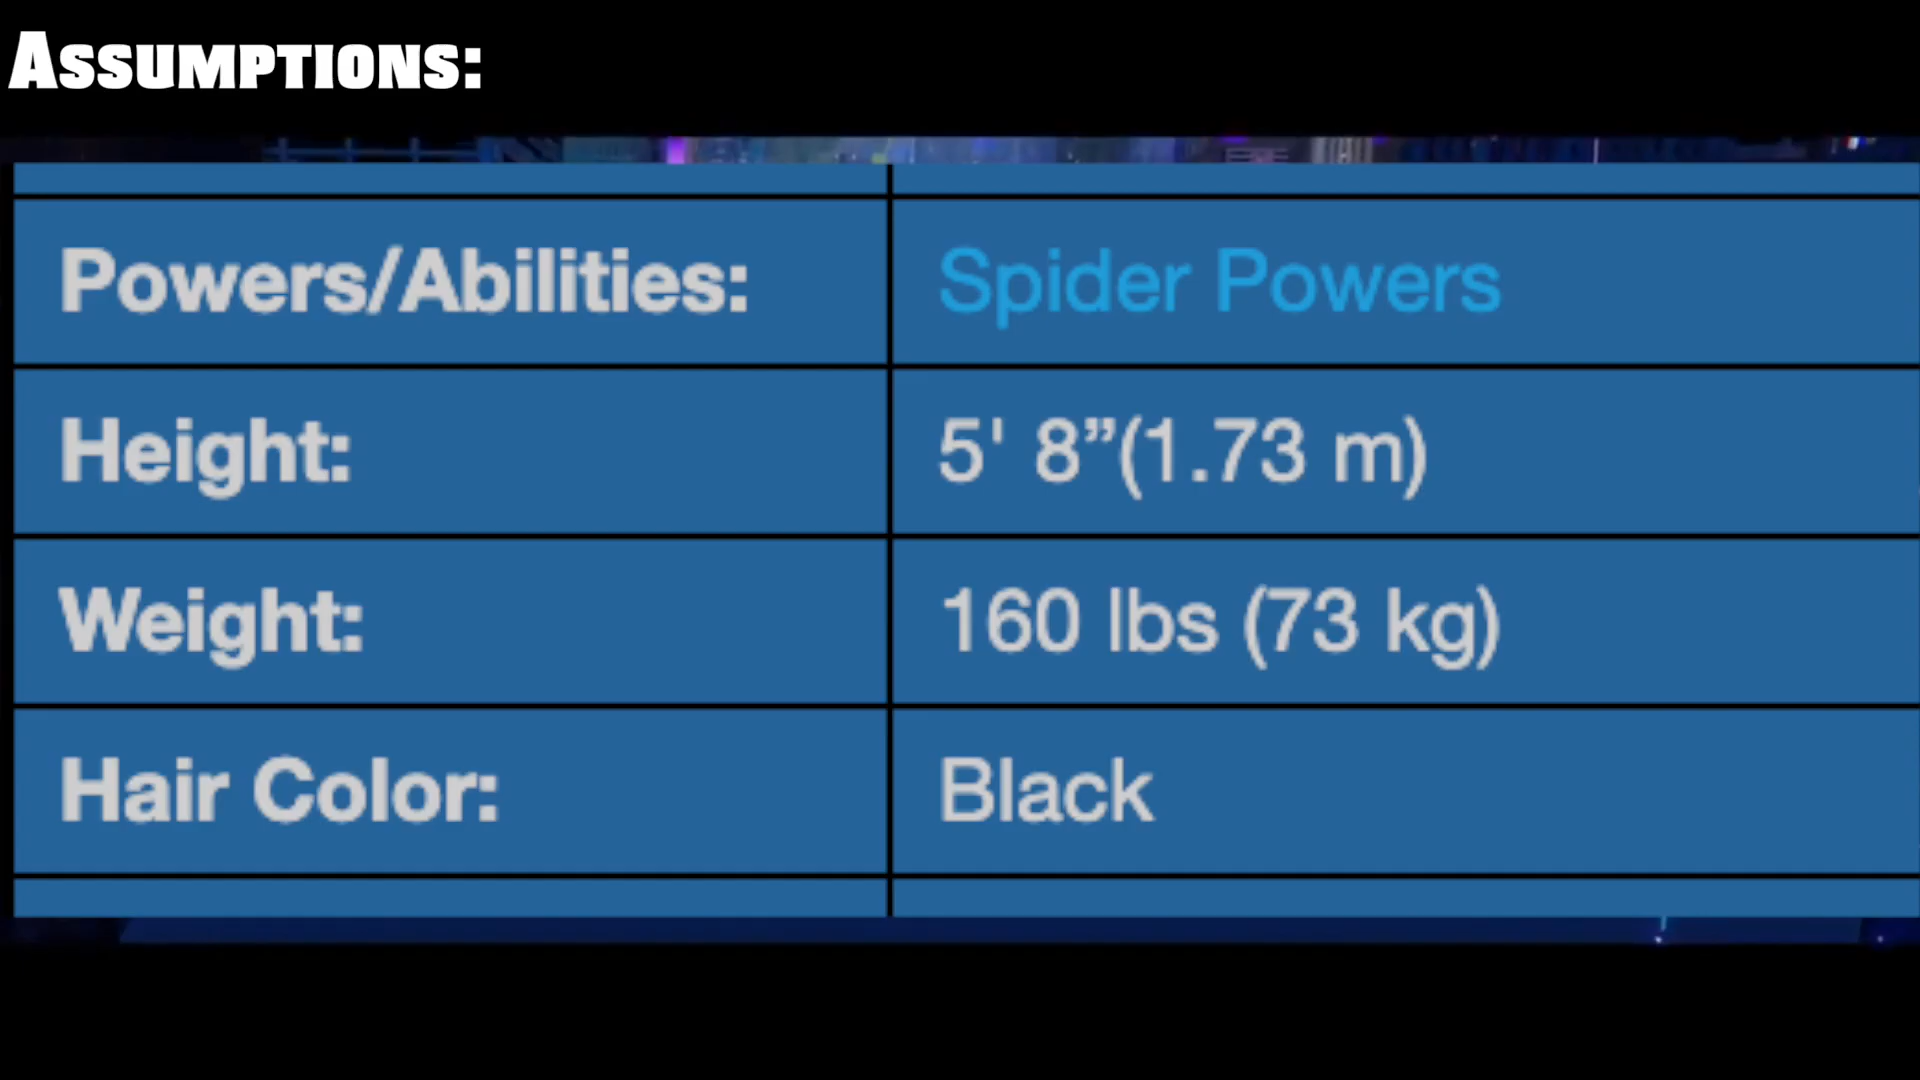 ASSUMPTIONS:
Powers/Abilities: Spider Powers
Height: 5' 8”(1.73 m)
Weight: 160 lbs (73 kg)
Hair Color: Black